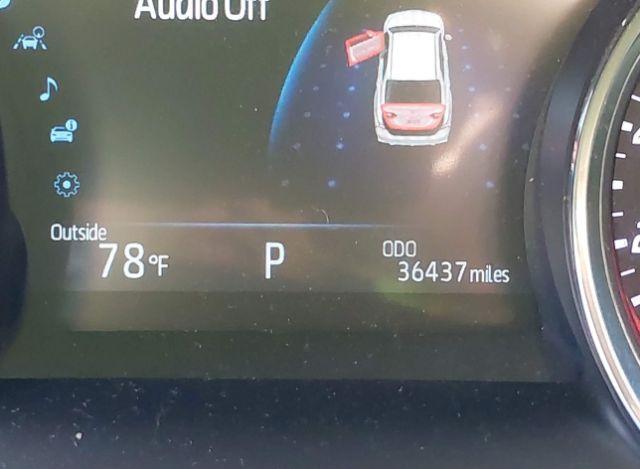 Audio Off
Outside
78°F
P
ODO
36437 miles